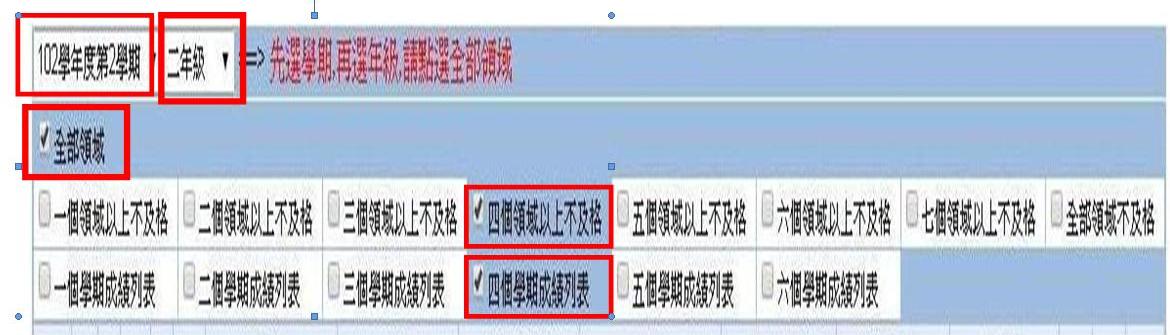 102學年度第2學期 二年級 ==> 先選學期,再選年級,請點選全部領域
全部領域
一個領域以上不及格 二個領域以上不及格 三個領域以上不及格 四個領域以上不及格 五個領域以上不及格 六個領域以上不及格 七個領域以上不及格 全部領域不及格
一個學期成績列表 二個學期成績列表 三個學期成績列表 四個學期成績列表 五個學期成績列表 六個學期成績列表